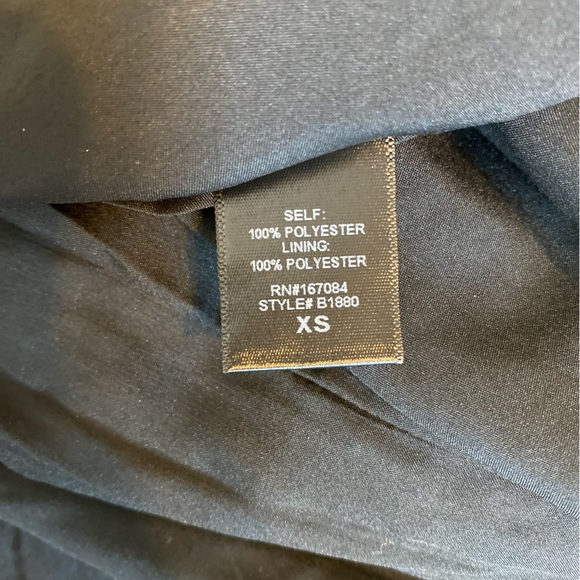 SELF:
100% POLYESTER
LINING:
100% POLYESTER
RN#167084
STYLE# B1880
XS